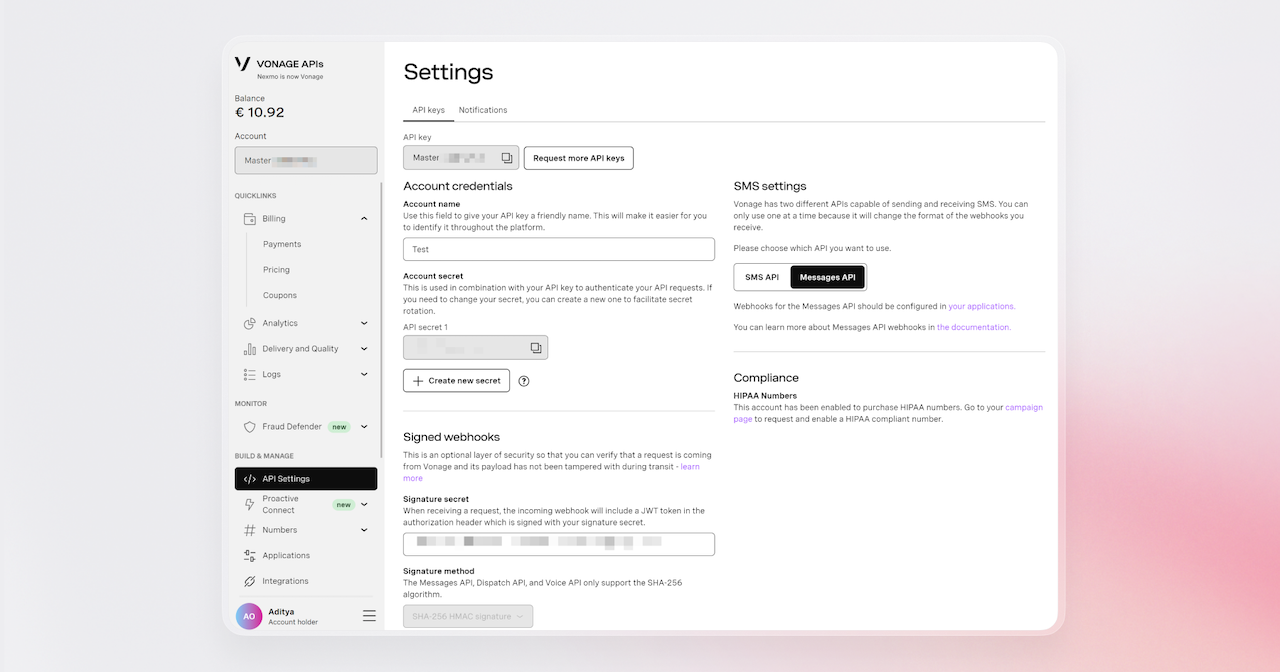 VONAGE APIs
Nexmo is now Vonage
Balance
€ 10.92
Account
Master
QUICKLINKS
Billing
Payments
Pricing
Coupons
Analytics
Delivery and Quality
Logs
MONITOR
Fraud Defender new
BUILD & MANAGE
</> API Settings
Proactive
Connect new
Numbers
Applications
Integrations
AO
Aditya
Account holder
Settings
API keys Notifications
API key
Master
Request more API keys
Account credentials
Account name
Use this field to give your API key a friendly name. This will make it easier for you
to identify it throughout the platform.
Test
Account secret
This is used in combination with your API key to authenticate your API requests. If
you need to change your secret, you can create a new one to facilitate secret
rotation.
API secret 1
Create new secret ?
Signed webhooks
This is an optional layer of security so that you can verify that a request is coming
from Vonage and its payload has not been tampered with during transit - learn
more
Signature secret
When receiving a request, the incoming webhook will include a JWT token in the
authorization header which is signed with your signature secret.
Signature method
The Messages API, Dispatch API, and Voice API only support the SHA-256
algorithm.
SHA-256 HMAC signature
SMS settings
Vonage has two different APIs capable of sending and receiving SMS. You can
only use one at a time because it will change the format of the webhooks you
receive.
Please choose which API you want to use.
SMS API Messages API
Webhooks for the Messages API should be configured in your applications.
You can learn more about Messages API webhooks in the documentation.
Compliance
HIPAA Numbers
This account has been enabled to purchase HIPAA numbers. Go to your campaign
page to request and enable a HIPAA compliant number.